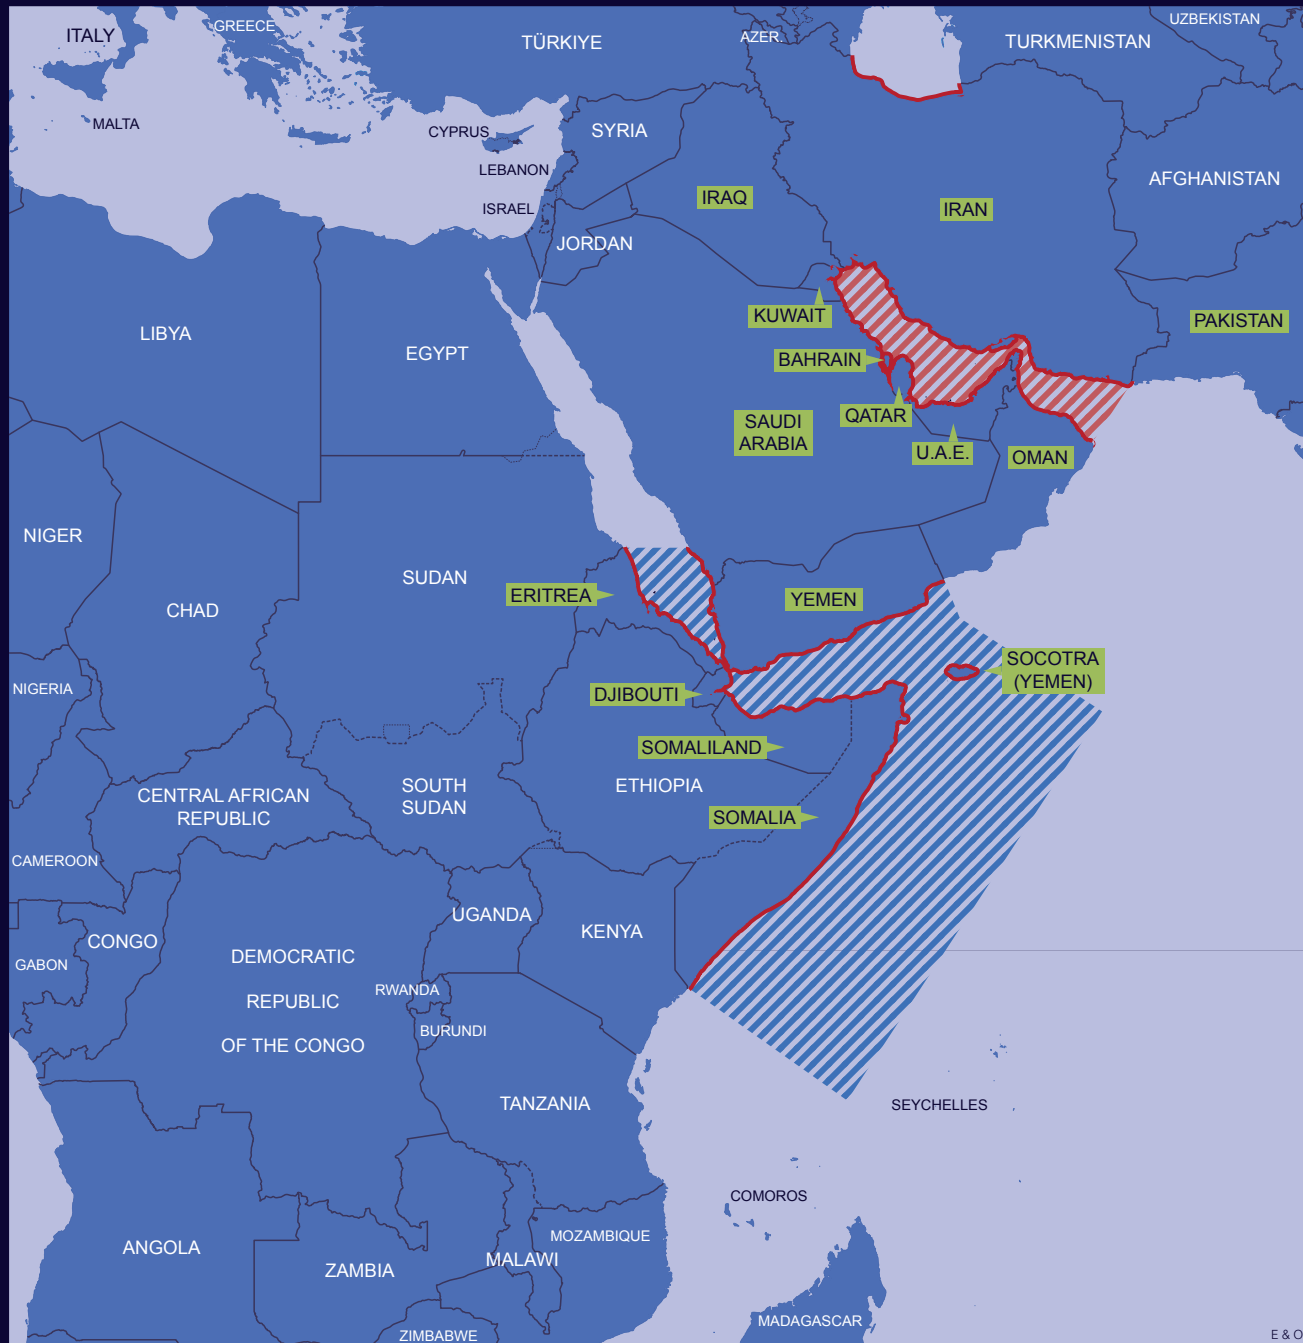 ITALY
GREECE
TÜRKIYE
AZER.
TURKMENISTAN
UZBEKISTAN
MALTA
CYPRUS
SYRIA
LEBANON
ISRAEL
JORDAN
IRAQ
IRAN
AFGHANISTAN
LIBYA
EGYPT
KUWAIT
BAHRAIN
QATAR
SAUDI
ARABIA
U.A.E.
OMAN
PAKISTAN
NIGER
CHAD
SUDAN
ERITREA
YEMEN
SOCOTRA
(YEMEN)
NIGERIA
DJIBOUTI
SOMALILAND
CENTRAL AFRICAN
REPUBLIC
SOUTH
SUDAN
ETHIOPIA
SOMALIA
CAMEROON
UGANDA
KENYA
CONGO
GABON
DEMOCRATIC
REPUBLIC
OF THE CONGO
RWANDA
BURUNDI
TANZANIA
SEYCHELLES
COMOROS
ANGOLA
ZAMBIA
MALAWI
MOZAMBIQUE
ZIMBABWE
MADAGASCAR